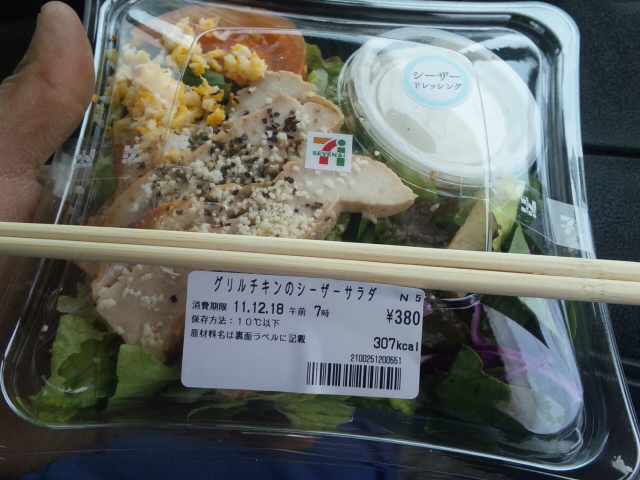 シーザー
ドレッシング
7i
グリルチキンのシーザーサラダ
N 5
消費期限 11.12.18 午前 7時
¥380
保存方法：10℃以下
307kcal
原材料名は裏面ラベルに記載
2100251200551